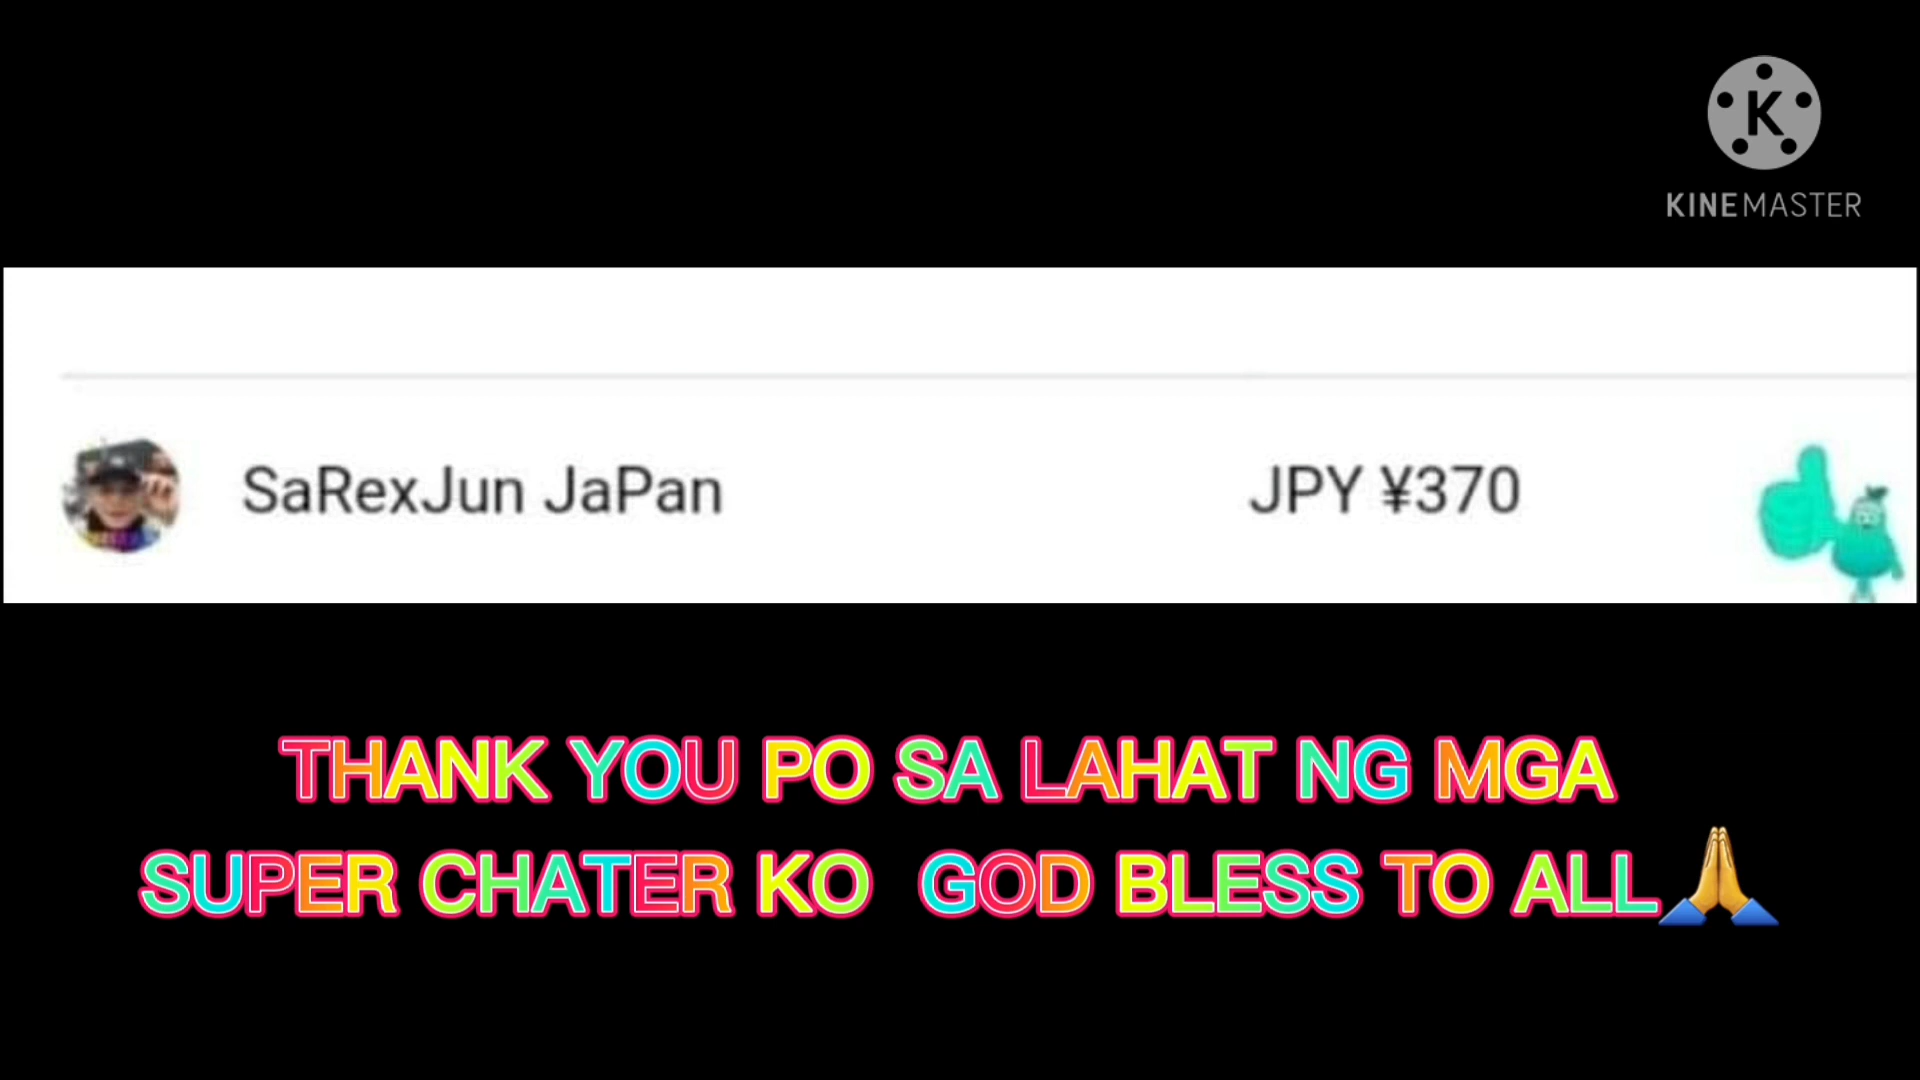 K
KINEMASTER
SaRexJun JaPan JPY ¥370
THANK YOU PO SA LAHAT NG MGA
SUPER CHATER KO GOD BLESS TO ALL🙏